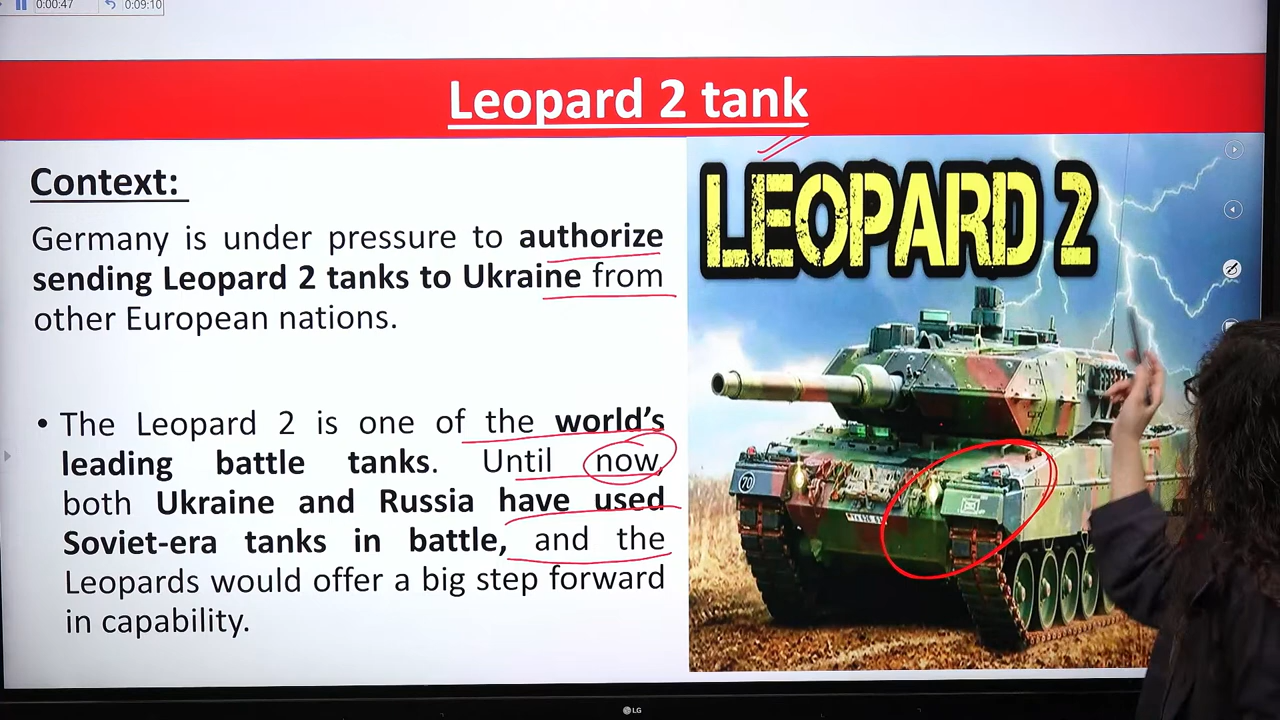 0:00:47
0:09:10
Leopard 2 tank
Context:
Germany is under pressure to authorize
sending Leopard 2 tanks to Ukraine from
other European nations.
• The Leopard 2 is one of the world's
leading battle tanks. Until now,
both Ukraine and Russia have used
Soviet-era tanks in battle, and the
Leopards would offer a big step forward
in capability.
LEOPARD 2
70
LG